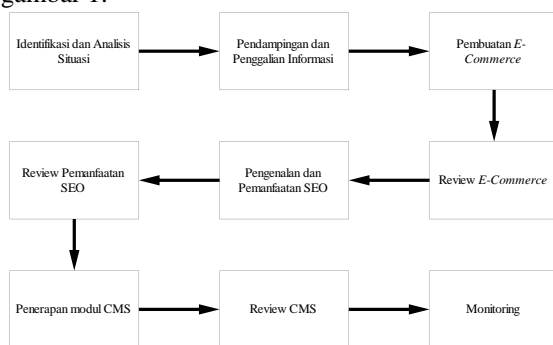 gambar 1.
Identifikasi dan Analisis
Situasi
Pendampingan dan
Penggalian Informasi
Pembuatan E-
Commerce
Review E-Commerce
Pengenalan dan
Pemanfaatan SEO
Review Pemanfaatan
SEO
Penerapan modul CMS
Review CMS
Monitoring